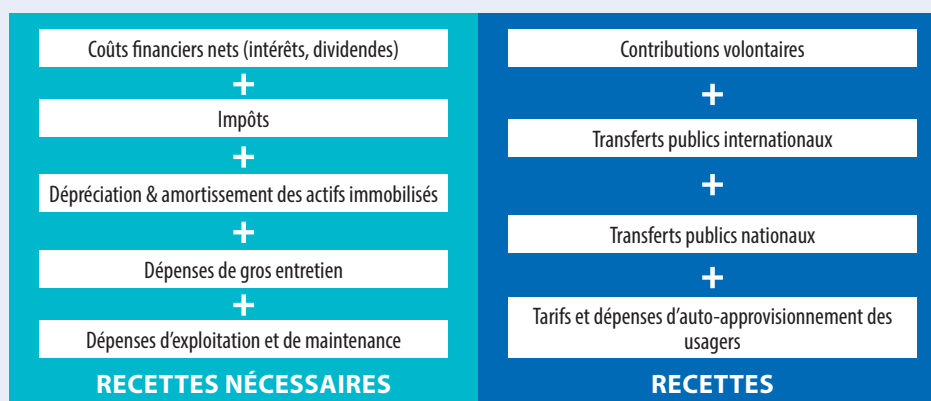 Coûts financiers nets (intérêts, dividendes)
+
Impôts
+
Dépréciation & amortissement des actifs immobilisés
+
Dépenses de gros entretien
+
Dépenses d'exploitation et de maintenance
RECETTES NÉCESSAIRES
Contributions volontaires
+
Transferts publics internationaux
+
Transferts publics nationaux
+
Tarifs et dépenses d'auto-approvisionnement des
usagers
RECETTES